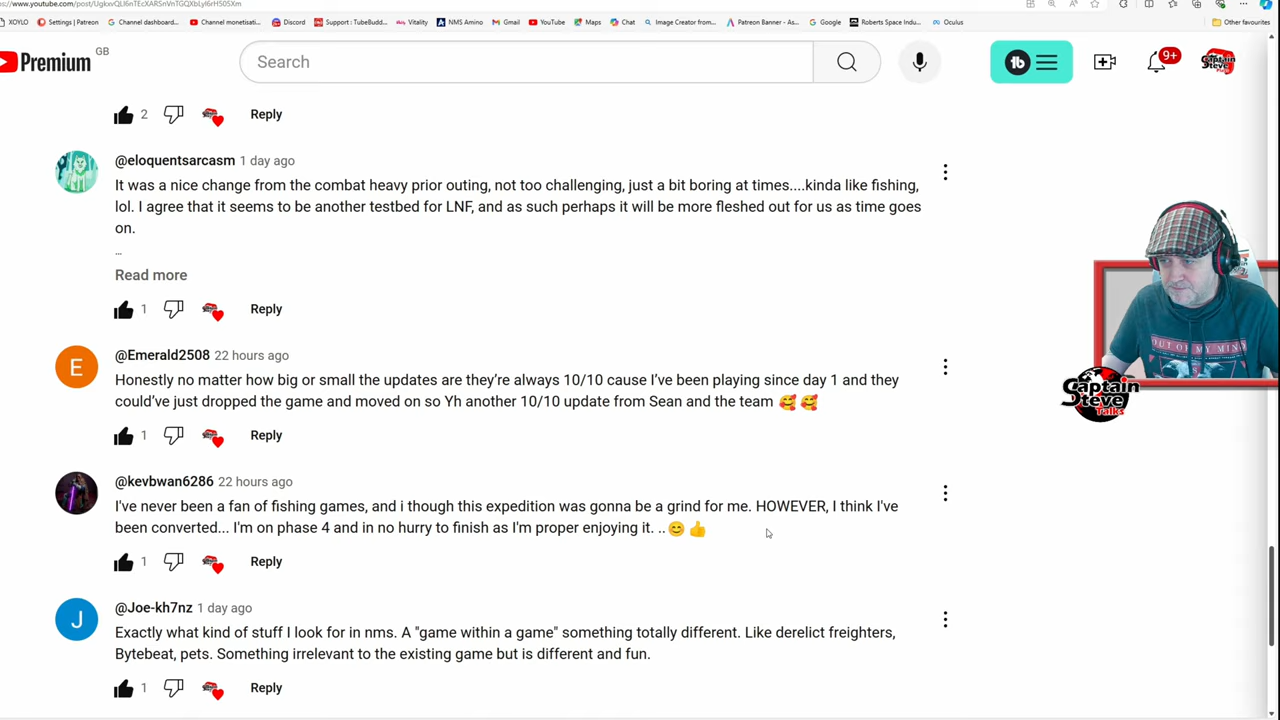 s://www.youtube.com/post/UgkxvQLl6nTEcXARSnVnTGQXbLyI6rHS05Xm
XOYLO
Settings | Patreon
Channel dashboard...
Channel monetisati...
Discord
Support : TubeBudd...
Vitality
NMS Amino
Gmail
YouTube
Maps
Chat
Image Creator from...
Patreon Banner - As...
Google
Roberts Space Indu...
Oculus
Other favourites
Premium GB
Search
9+
Captain Steve
2 Reply
@eloquentsarcasm 1 day ago
It was a nice change from the combat heavy prior outing, not too challenging, just a bit boring at times....kinda like fishing,
lol. I agree that it seems to be another testbed for LNF, and as such perhaps it will be more fleshed out for us as time goes
on.
...
Read more
1 Reply
E
@Emerald2508 22 hours ago
Honestly no matter how big or small the updates are they’re always 10/10 cause I’ve been playing since day 1 and they
could’ve just dropped the game and moved on so Yh another 10/10 update from Sean and the team 🥰🥰
1 Reply
@kevbwan6286 22 hours ago
I've never been a fan of fishing games, and i though this expedition was gonna be a grind for me. HOWEVER, I think I've
been converted... I'm on phase 4 and in no hurry to finish as I'm proper enjoying it. ..😊👍
1 Reply
J
@Joe-kh7nz 1 day ago
Exactly what kind of stuff I look for in nms. A "game within a game" something totally different. Like derelict freighters,
Bytebeat, pets. Something irrelevant to the existing game but is different and fun.
1 Reply
OUT OF MY MIND
Captain
Steve
Talks